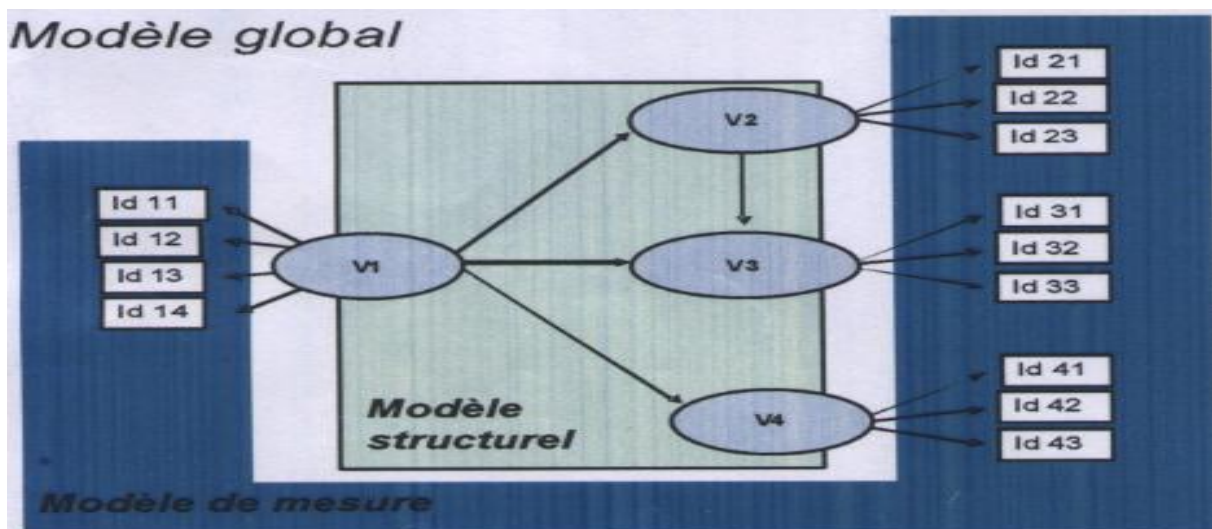 Modèle global
Id 11
Id 12
Id 13
Id 14
V1
V2
V3
V4
Id 21
Id 22
Id 23
Id 31
Id 32
Id 33
Id 41
Id 42
Id 43
Modèle
structurel
Modèle de mesure